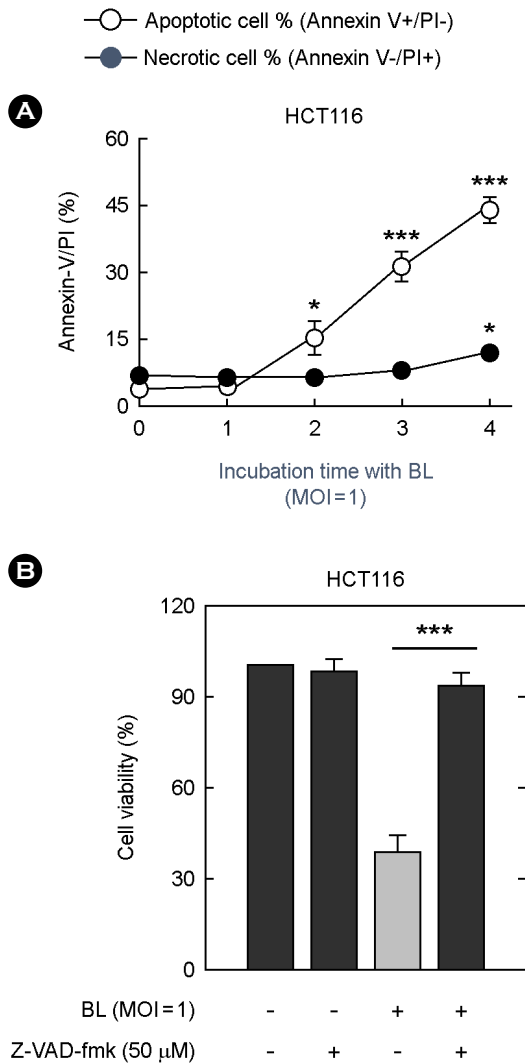 Apoptotic cell % (Annexin V+/PI-)
Necrotic cell % (Annexin V-/PI+)
A
HCT116
60
45
30
15
0
Annexin-V/PI (%)
*
***
***
*
0 1 2 3 4
Incubation time with BL
(MOI=1)
B
HCT116
120
90
60
30
0
Cell viability (%)
***
BL (MOI=1) - - + +
Z-VAD-fmk (50 μM) - + - +